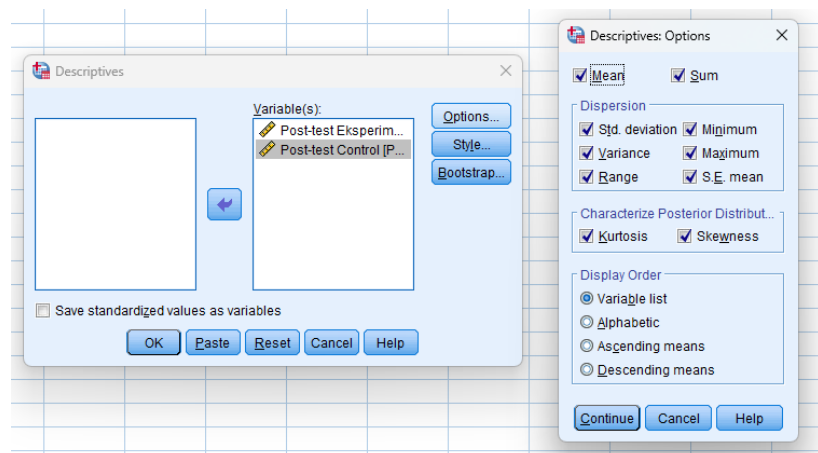 Descriptives
Variable(s):
Post-test Eksperim...
Post-test Control [P...
Options...
Style...
Bootstrap...
Save standardized values as variables
OK Paste Reset Cancel Help
Descriptives: Options
Mean Sum
Dispersion
Std. deviation Minimum
Variance Maximum
Range S.E. mean
Characterize Posterior Distribut...
Kurtosis Skewness
Display Order
Variable list
Alphabetic
Ascending means
Descending means
Continue Cancel Help